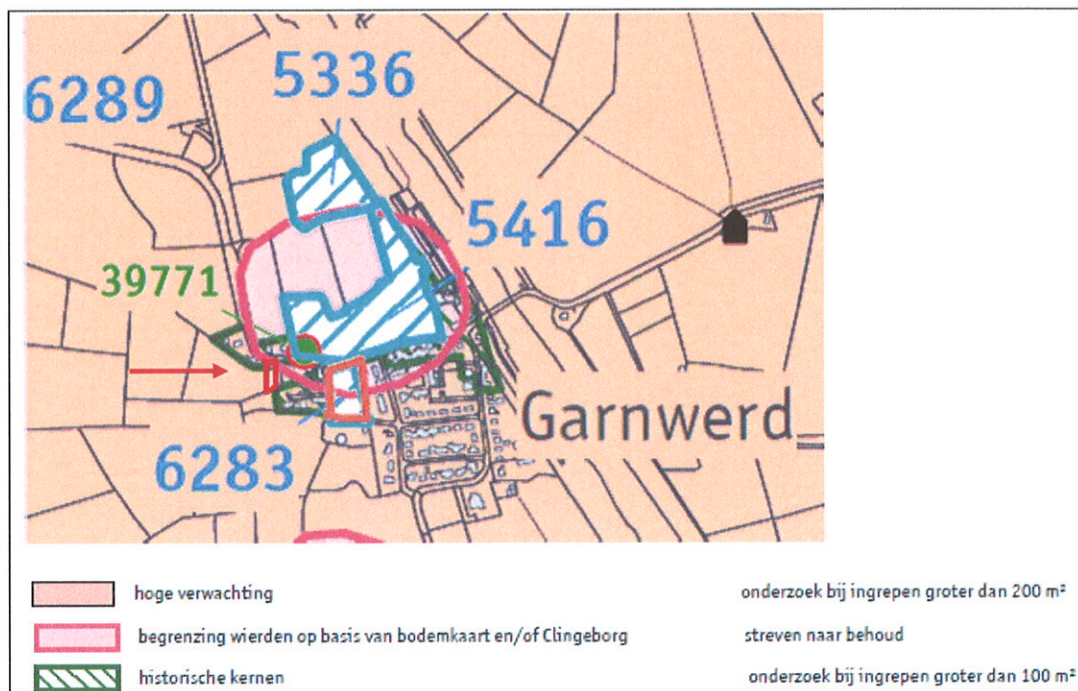 5336
6289
5416
39771
Garnwerd
6283
hoge verwachting onderzoek bij ingrepen groter dan 200 m²
begrenzing wierden op basis van bodemkaart en/of Clingeborg streven naar behoud
historische kernen onderzoek bij ingrepen groter dan 100 m²